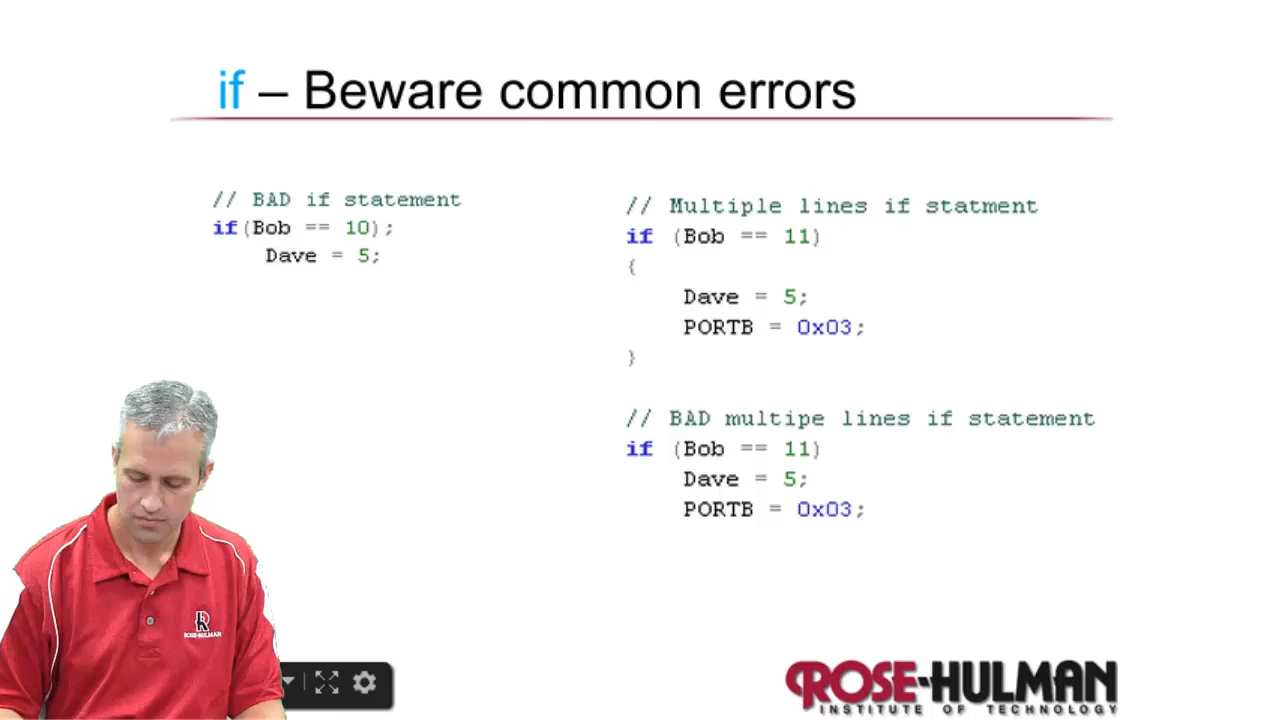 if – Beware common errors
// BAD if statement
if(Bob == 10);
Dave = 5;
// Multiple lines if statment
if (Bob == 11)
{
Dave = 5;
PORTB = 0x03;
}
// BAD multipe lines if statement
if (Bob == 11)
Dave = 5;
PORTB = 0x03;
R
ROSE-HULMAN
ROSE-HULMAN
INSTITUTE OF TECHNOLOGY